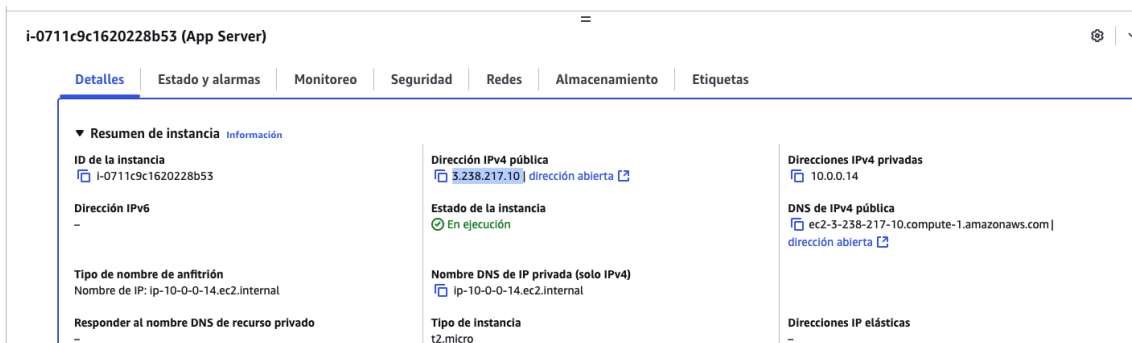 i-0711c9c1620228b53 (App Server)
Detalles
Estado y alarmas
Monitoreo
Seguridad
Redes
Almacenamiento
Etiquetas
▼ Resumen de instancia Información
ID de la instancia
i-0711c9c1620228b53
Dirección IPv4 pública
3.238.217.10 | dirección abierta
Direcciones IPv4 privadas
10.0.0.14
Dirección IPv6
–
Estado de la instancia
En ejecución
DNS de IPv4 pública
ec2-3-238-217-10.compute-1.amazonaws.com |
dirección abierta
Tipo de nombre de anfitrión
Nombre de IP: ip-10-0-0-14.ec2.internal
Nombre DNS de IP privada (solo IPv4)
ip-10-0-0-14.ec2.internal
Responder al nombre DNS de recurso privado
–
Tipo de instancia
t2.micro
Direcciones IP elásticas
–